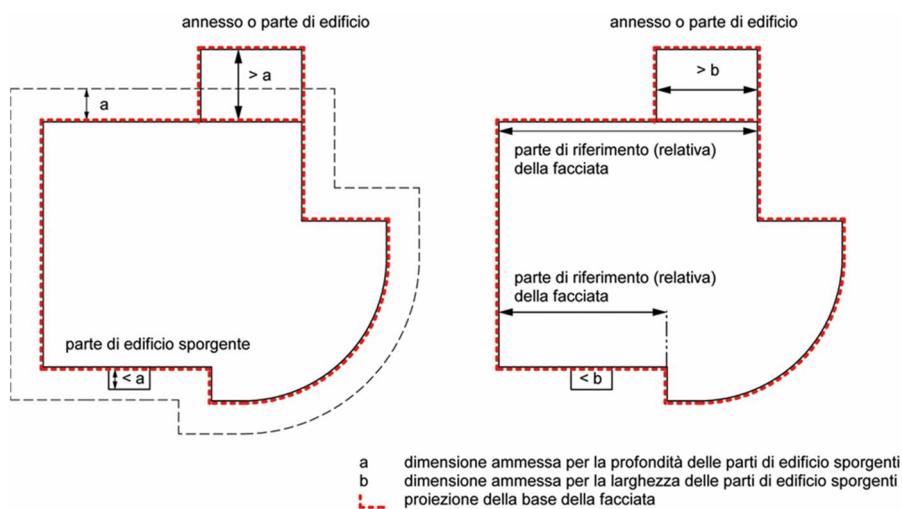 annesso o parte di edificio
annesso o parte di edificio
> a
a
> b
parte di riferimento (relativa)
della facciata
parte di riferimento (relativa)
della facciata
parte di edificio sporgente
< a
< b
a dimensione ammessa per la profondità delle parti di edificio sporgenti
b dimensione ammessa per la larghezza delle parti di edificio sporgenti
proiezione della base della facciata